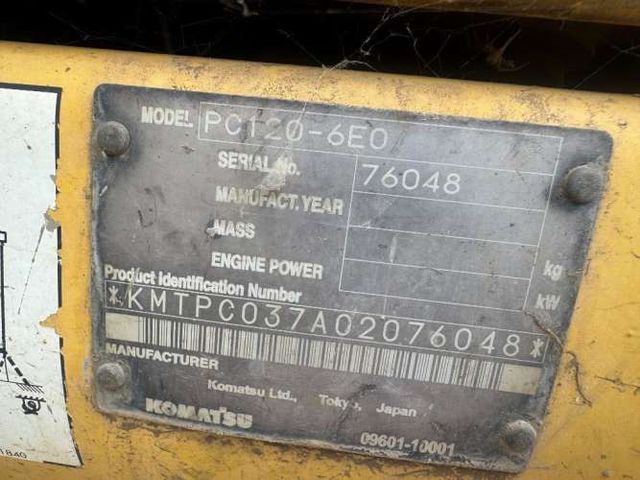 MODEL PC120-6E0
SERIAL No. 76048
MANUFACT. YEAR
MASS kg
ENGINE POWER kW
Product Identification Number
*KMTPC037A02076048*
MANUFACTURER
Komatsu Ltd., Tokyo, Japan
KOMATSU
09601-10001
1840